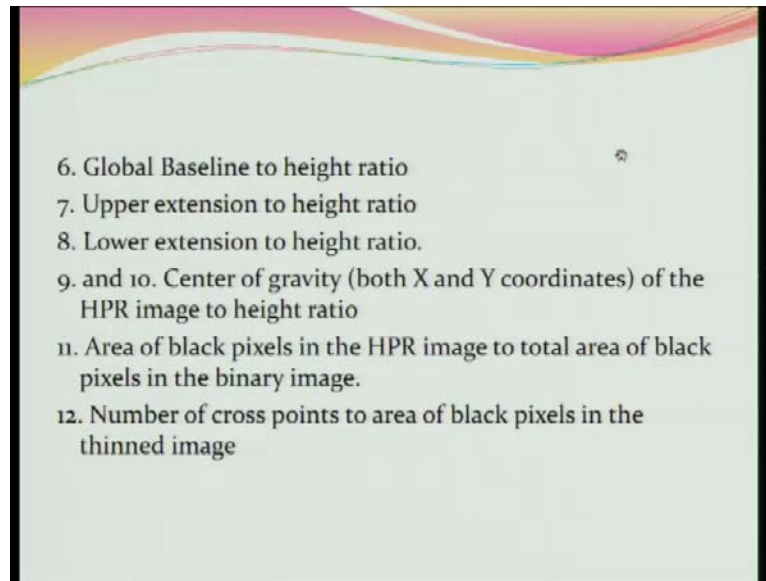 6. Global Baseline to height ratio
7. Upper extension to height ratio
8. Lower extension to height ratio.
9. and 10. Center of gravity (both X and Y coordinates) of the
HPR image to height ratio
11. Area of black pixels in the HPR image to total area of black
pixels in the binary image.
12. Number of cross points to area of black pixels in the
thinned image